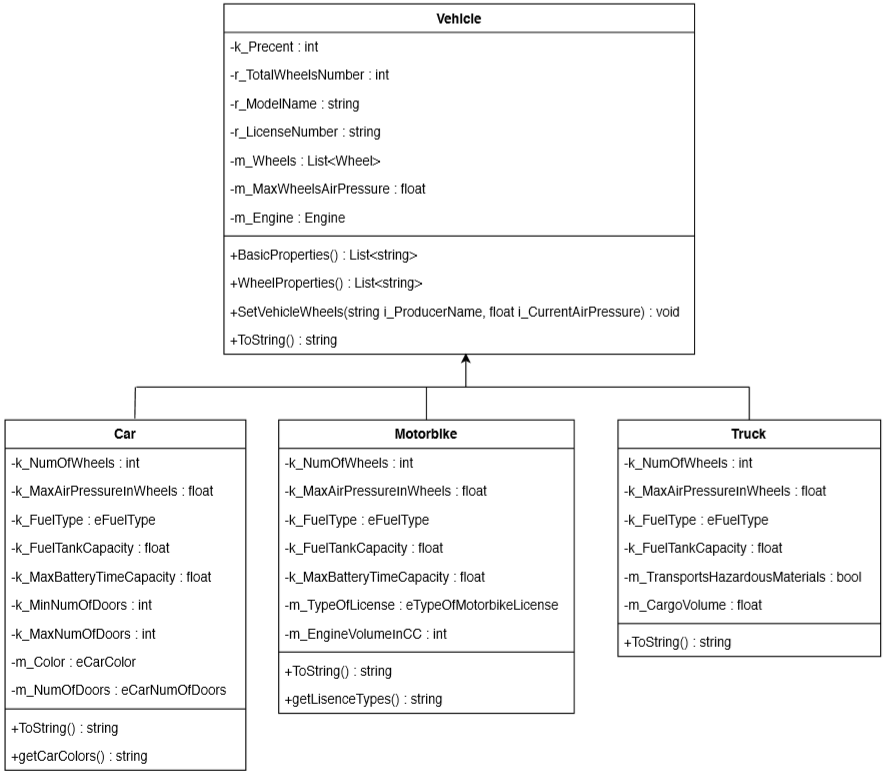 Vehicle
-k_Precent : int
-r_TotalWheelsNumber : int
-r_ModelName : string
-r_LicenseNumber : string
-m_Wheels : List<Wheel>
-m_MaxWheelsAirPressure : float
-m_Engine : Engine
+BasicProperties() : List<string>
+WheelProperties() : List<string>
+SetVehicleWheels(string i_ProducerName, float i_CurrentAirPressure) : void
+ToString() : string
Car
-k_NumOfWheels : int
-k_MaxAirPressureInWheels : float
-k_FuelType : eFuelType
-k_FuelTankCapacity : float
-k_MaxBatteryTimeCapacity : float
-k_MinNumOfDoors : int
-k_MaxNumOfDoors : int
-m_Color : eCarColor
-m_NumOfDoors : eCarNumOfDoors
+ToString() : string
+getCarColors() : string
Motorbike
-k_NumOfWheels : int
-k_MaxAirPressureInWheels : float
-k_FuelType : eFuelType
-k_FuelTankCapacity : float
-k_MaxBatteryTimeCapacity : float
-m_TypeOfLicense : eTypeOfMotorbikeLicense
-m_EngineVolumeInCC : int
+ToString() : string
+getLisenceTypes() : string
Truck
-k_NumOfWheels : int
-k_MaxAirPressureInWheels : float
-k_FuelType : eFuelType
-k_FuelTankCapacity : float
-m_TransportsHazardousMaterials : bool
-m_CargoVolume : float
+ToString() : string